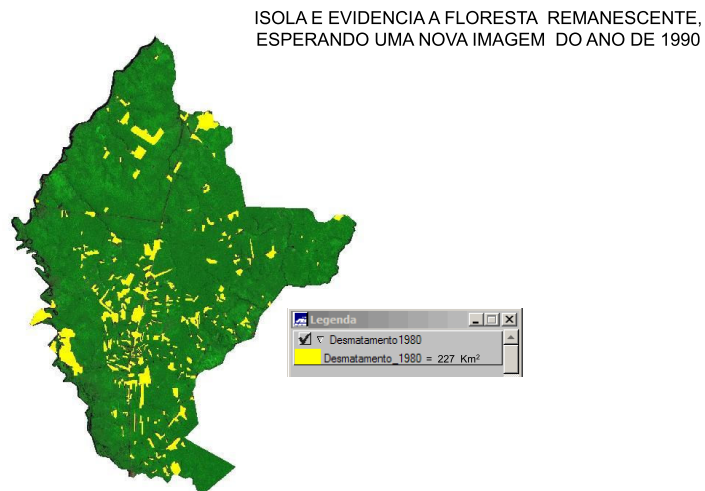 ISOLA E EVIDENCIA A FLORESTA REMANESCENTE,
ESPERANDO UMA NOVA IMAGEM DO ANO DE 1990
Legenda
Desmatamento1980
Desmatamento_1980 = 227 Km²